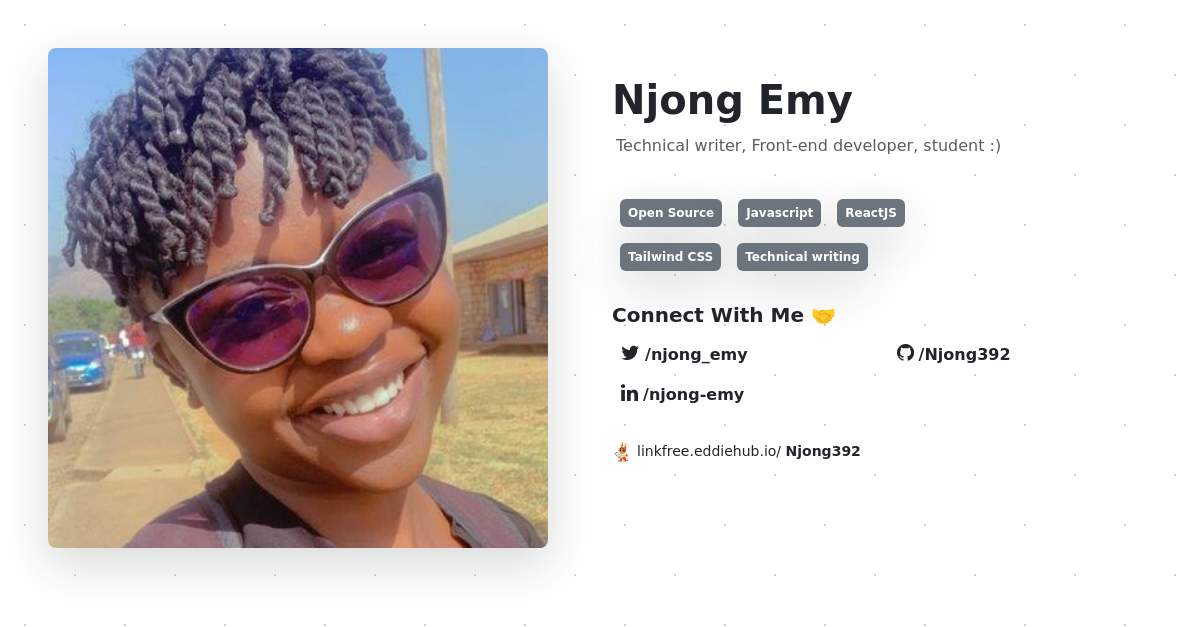 Njong Emy
Technical writer, Front-end developer, student :)
Open Source Javascript ReactJS
Tailwind CSS Technical writing
Connect With Me 🤝
/njong_emy /Njong392
/njong-emy
linkfree.eddiehub.io/ Njong392